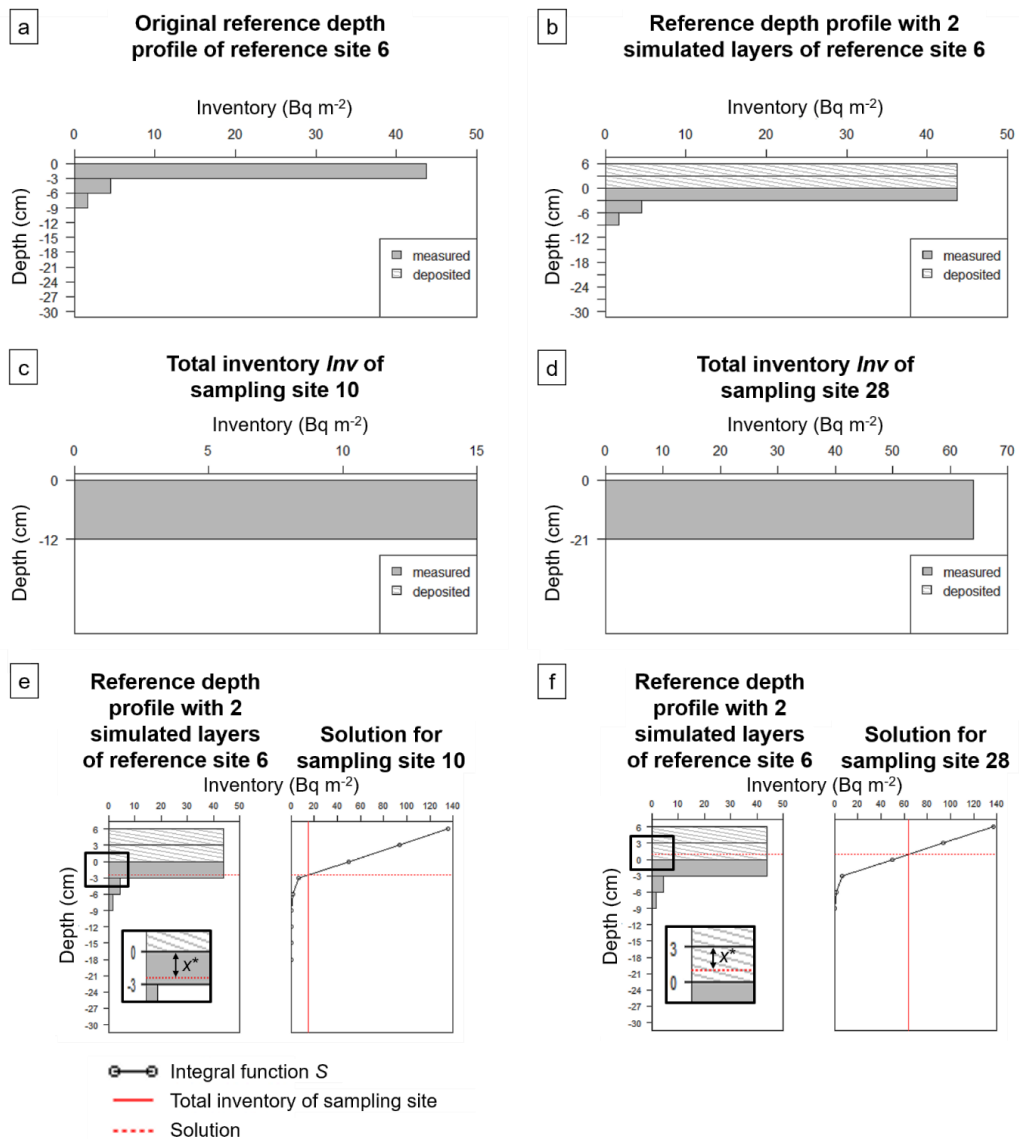 a
Original reference depth
profile of reference site 6
Inventory (Bq m-2)
0 10 20 30 40 50
Depth (cm)
0
-3
-6
-9
-12
-15
-18
-21
-24
-27
-30
measured
deposited
b
Reference depth profile with 2
simulated layers of reference site 6
Inventory (Bq m-2)
0 10 20 30 40 50
Depth (cm)
6
3
0
-6
-12
-18
-24
-30
measured
deposited
c
Total inventory Inv of
sampling site 10
Inventory (Bq m-2)
0 5 10 15
Depth (cm)
0
-12
measured
deposited
d
Total inventory Inv of
sampling site 28
Inventory (Bq m-2)
0 10 20 30 40 50 60 70
Depth (cm)
0
-21
measured
deposited
e
Reference depth
profile with 2
simulated layers
of reference site 6
Solution for
sampling site 10
Inventory (Bq m-2)
0 10 20 30 40 50
0 20 40 60 80 100 120 140
Depth (cm)
6
3
0
-3
-6
-9
-12
-15
-18
-21
-24
-27
-30
0
-3
x*
f
Reference depth
profile with 2
simulated layers
of reference site 6
Solution for
sampling site 28
Inventory (Bq m-2)
0 10 20 30 40 50
0 20 40 60 80 100 120 140
Depth (cm)
6
3
0
-3
-6
-9
-12
-15
-18
-21
-24
-27
-30
3
0
x*
Integral function S
Total inventory of sampling site
Solution